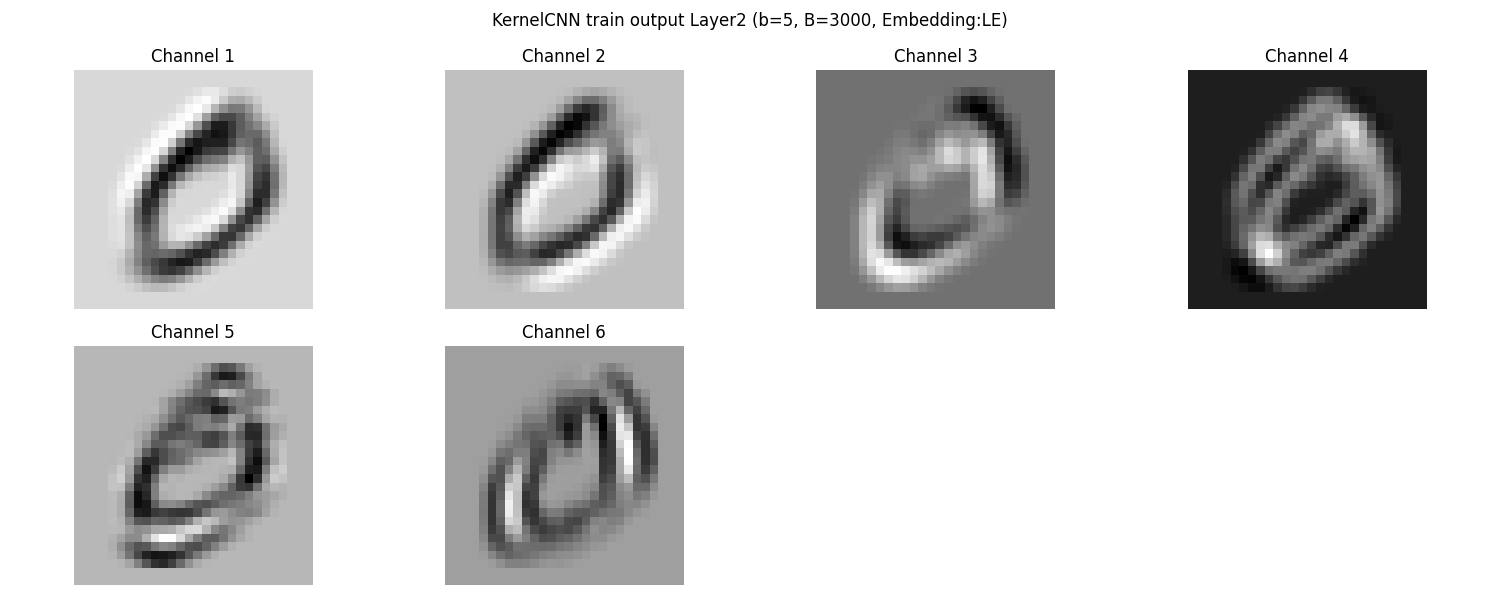 KernelCNN train output Layer2 (b=5, B=3000, Embedding:LE)
Channel 1
Channel 2
Channel 3
Channel 4
Channel 5
Channel 6